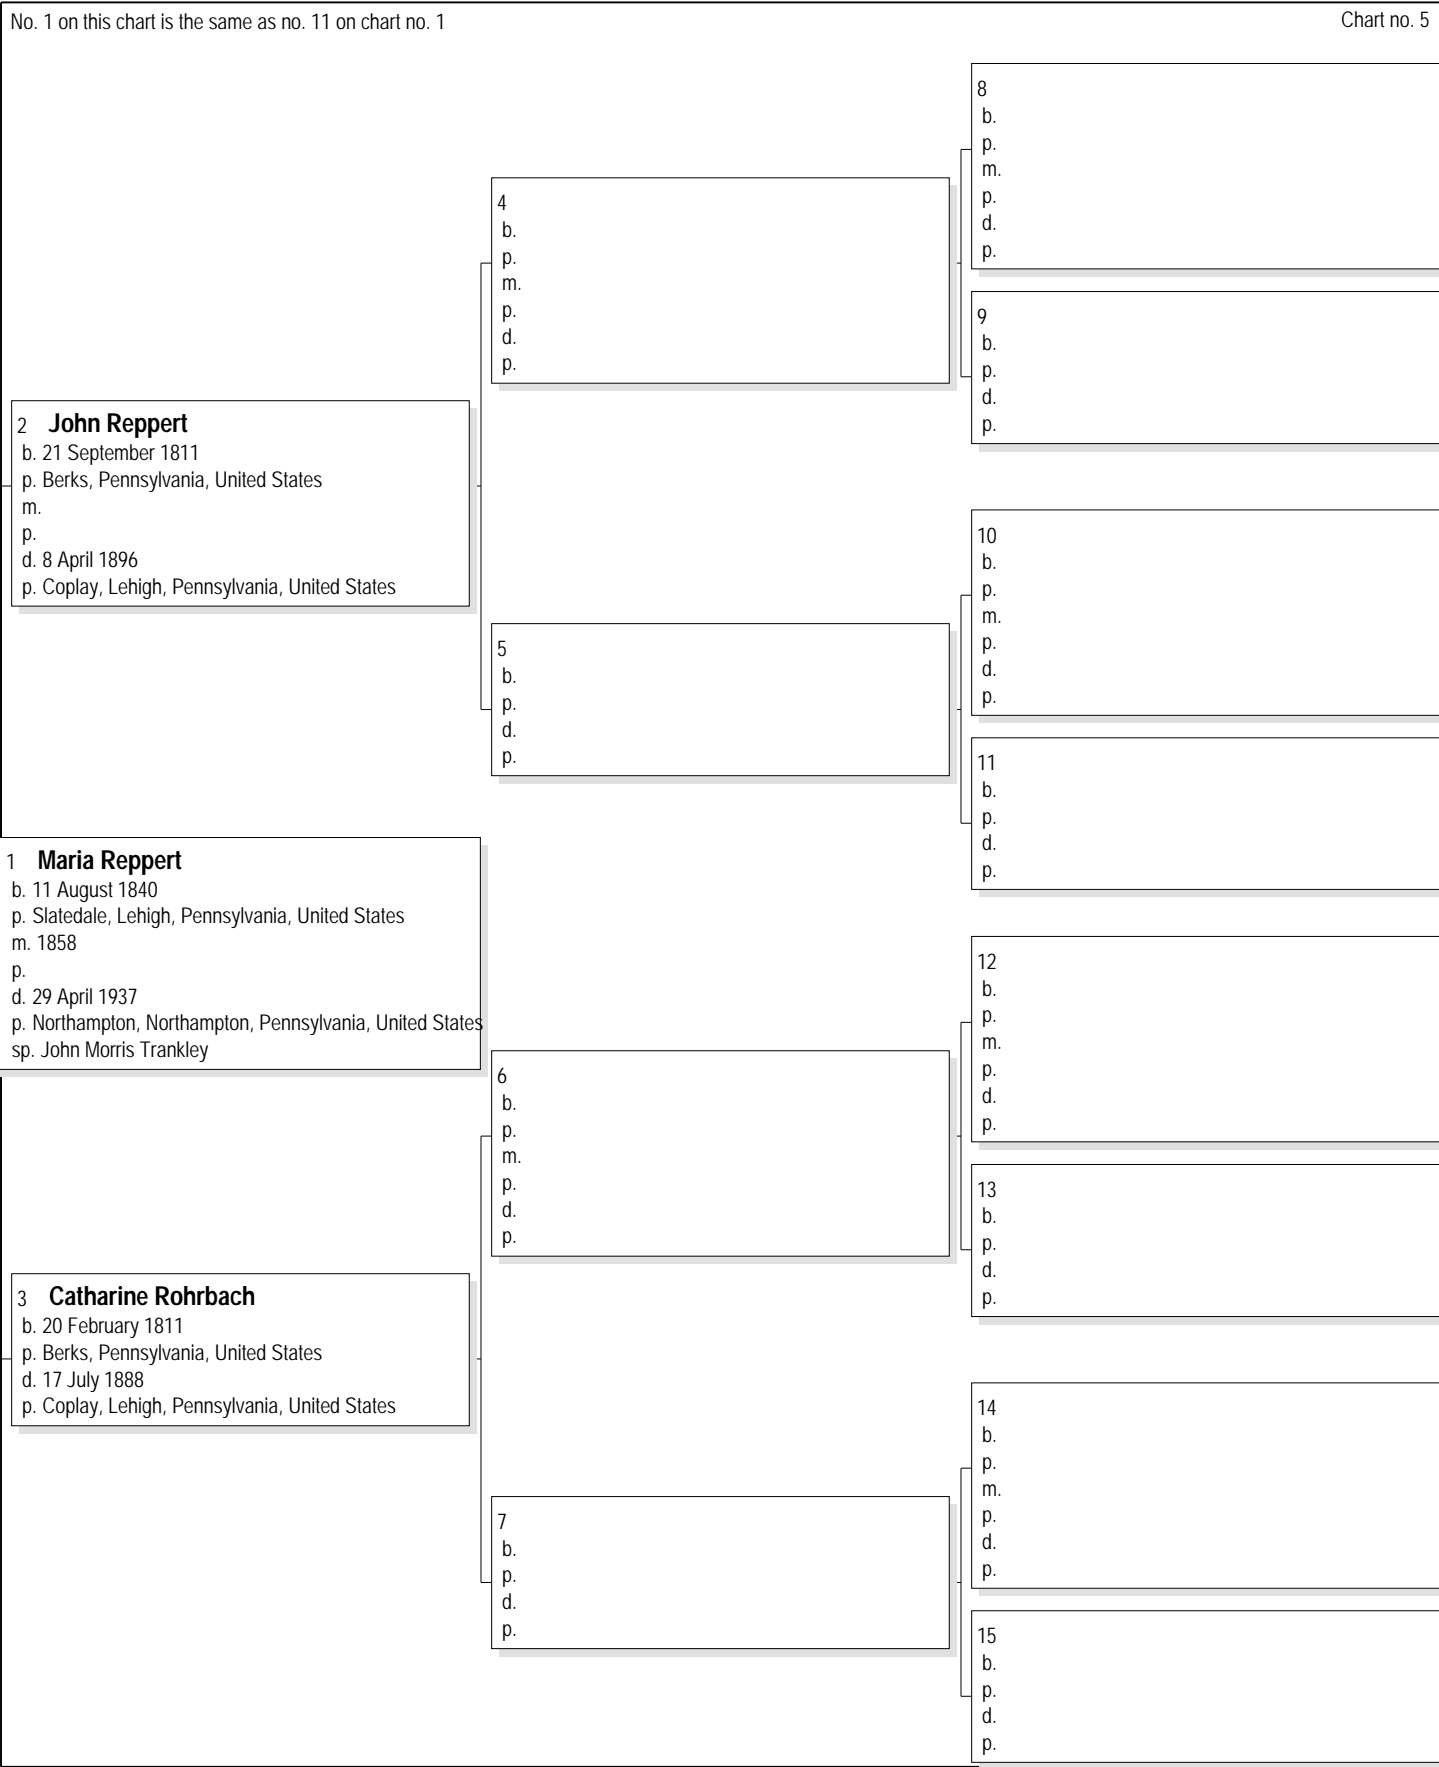 No. 1 on this chart is the same as no. 11 on chart no. 1
Chart no. 5
8
b.
p.
m.
p.
d.
p.
4
b.
p.
m.
p.
d.
p.
9
b.
p.
d.
p.
2 John Reppert
b. 21 September 1811
p. Berks, Pennsylvania, United States
m.
p.
d. 8 April 1896
p. Coplay, Lehigh, Pennsylvania, United States
10
b.
p.
m.
p.
d.
p.
5
b.
p.
d.
p.
11
b.
p.
d.
p.
1 Maria Reppert
b. 11 August 1840
p. Slatedale, Lehigh, Pennsylvania, United States
m. 1858
p.
d. 29 April 1937
p. Northampton, Northampton, Pennsylvania, United States
sp. John Morris Trankley
12
b.
p.
m.
p.
d.
p.
6
b.
p.
m.
p.
d.
p.
13
b.
p.
d.
p.
3 Catharine Rohrbach
b. 20 February 1811
p. Berks, Pennsylvania, United States
d. 17 July 1888
p. Coplay, Lehigh, Pennsylvania, United States
14
b.
p.
m.
p.
d.
p.
7
b.
p.
d.
p.
15
b.
p.
d.
p.